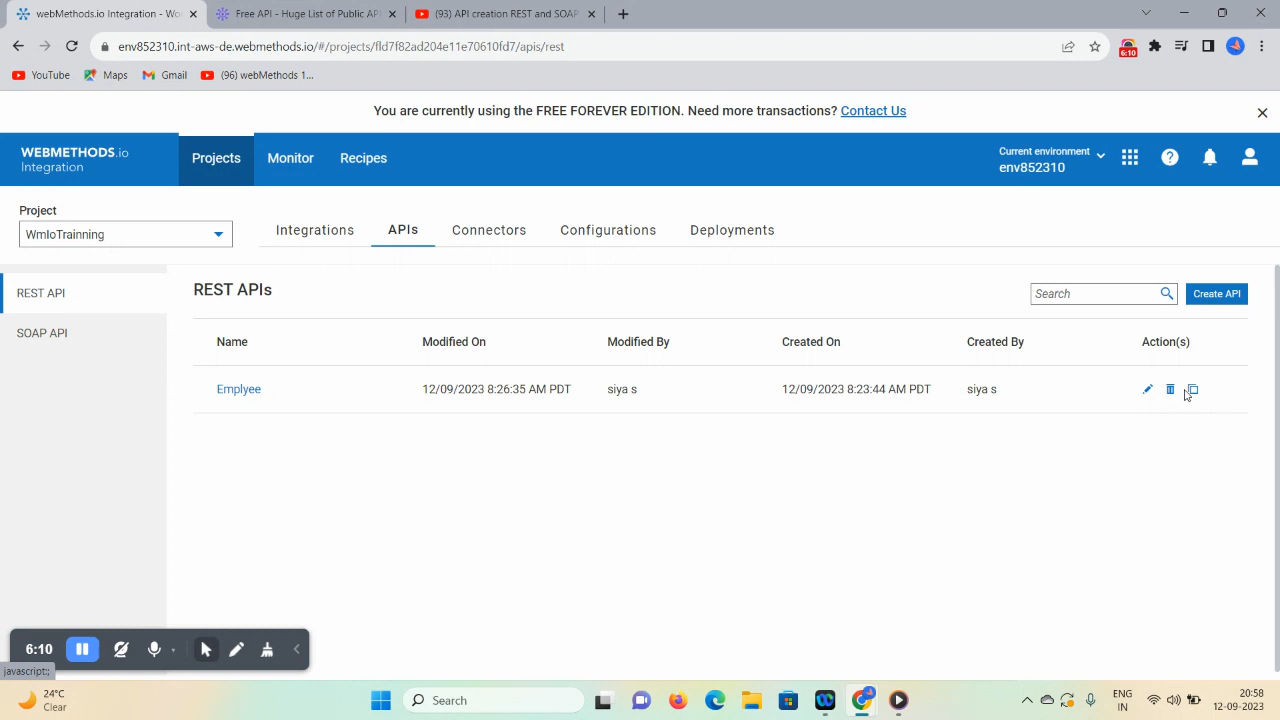 webMethods.io Integration - Wo
Free API - Huge List of Public API
(93) API creation REST and SOAP
env852310.int-aws-de.webmethods.io/#/projects/fld7f82ad204e11e70610fd7/apis/rest
6:10
YouTube
Maps
Gmail
(96) webMethods 1...
You are currently using the FREE FOREVER EDITION. Need more transactions? Contact Us
WEBMETHODS.io
Integration
Projects
Monitor
Recipes
Current environment
env852310
Project
WmIoTrainning
Integrations
APIs
Connectors
Configurations
Deployments
REST API
SOAP API
REST APIs
Search
Create API
Name
Modified On
Modified By
Created On
Created By
Action(s)
Emplyee
12/09/2023 8:26:35 AM PDT
siya s
12/09/2023 8:23:44 AM PDT
siya s
6:10
javascript:;
24°C
Clear
Search
ENG
IN
20:58
12-09-2023